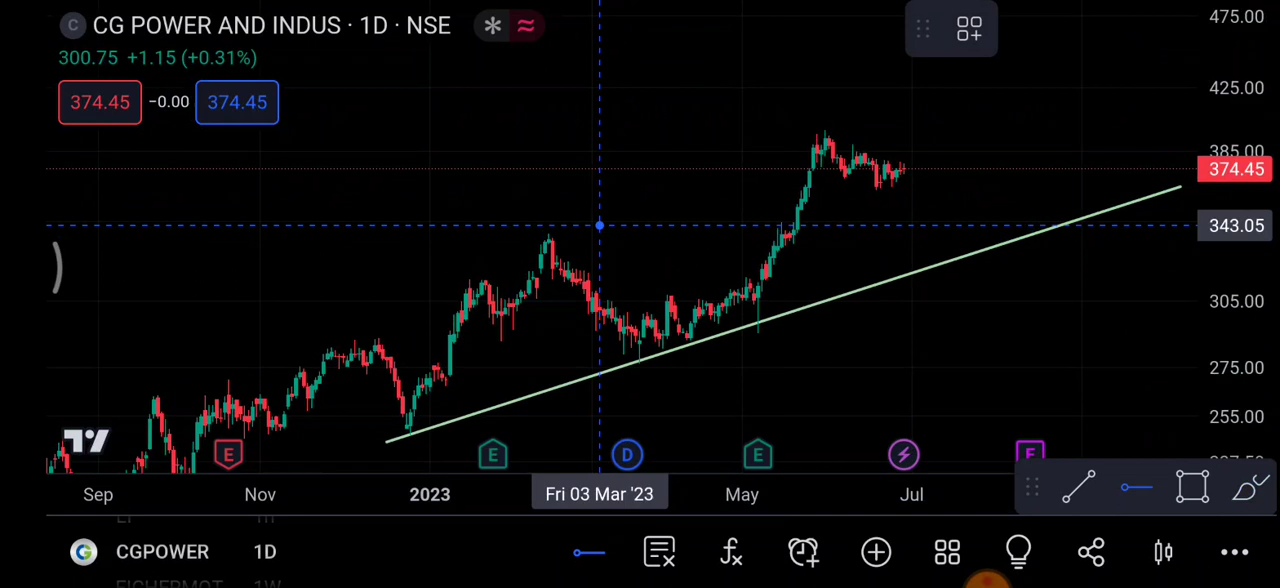 C CG POWER AND INDUS · 1D · NSE
300.75 +1.15 (+0.31%)
374.45 −0.00 374.45
475.00
425.00
385.00
374.45
343.05
305.00
275.00
255.00
E E D E E
Sep Nov 2023 Fri 03 Mar '23 May Jul
CGPOWER 1D
EICHERMOT 1W